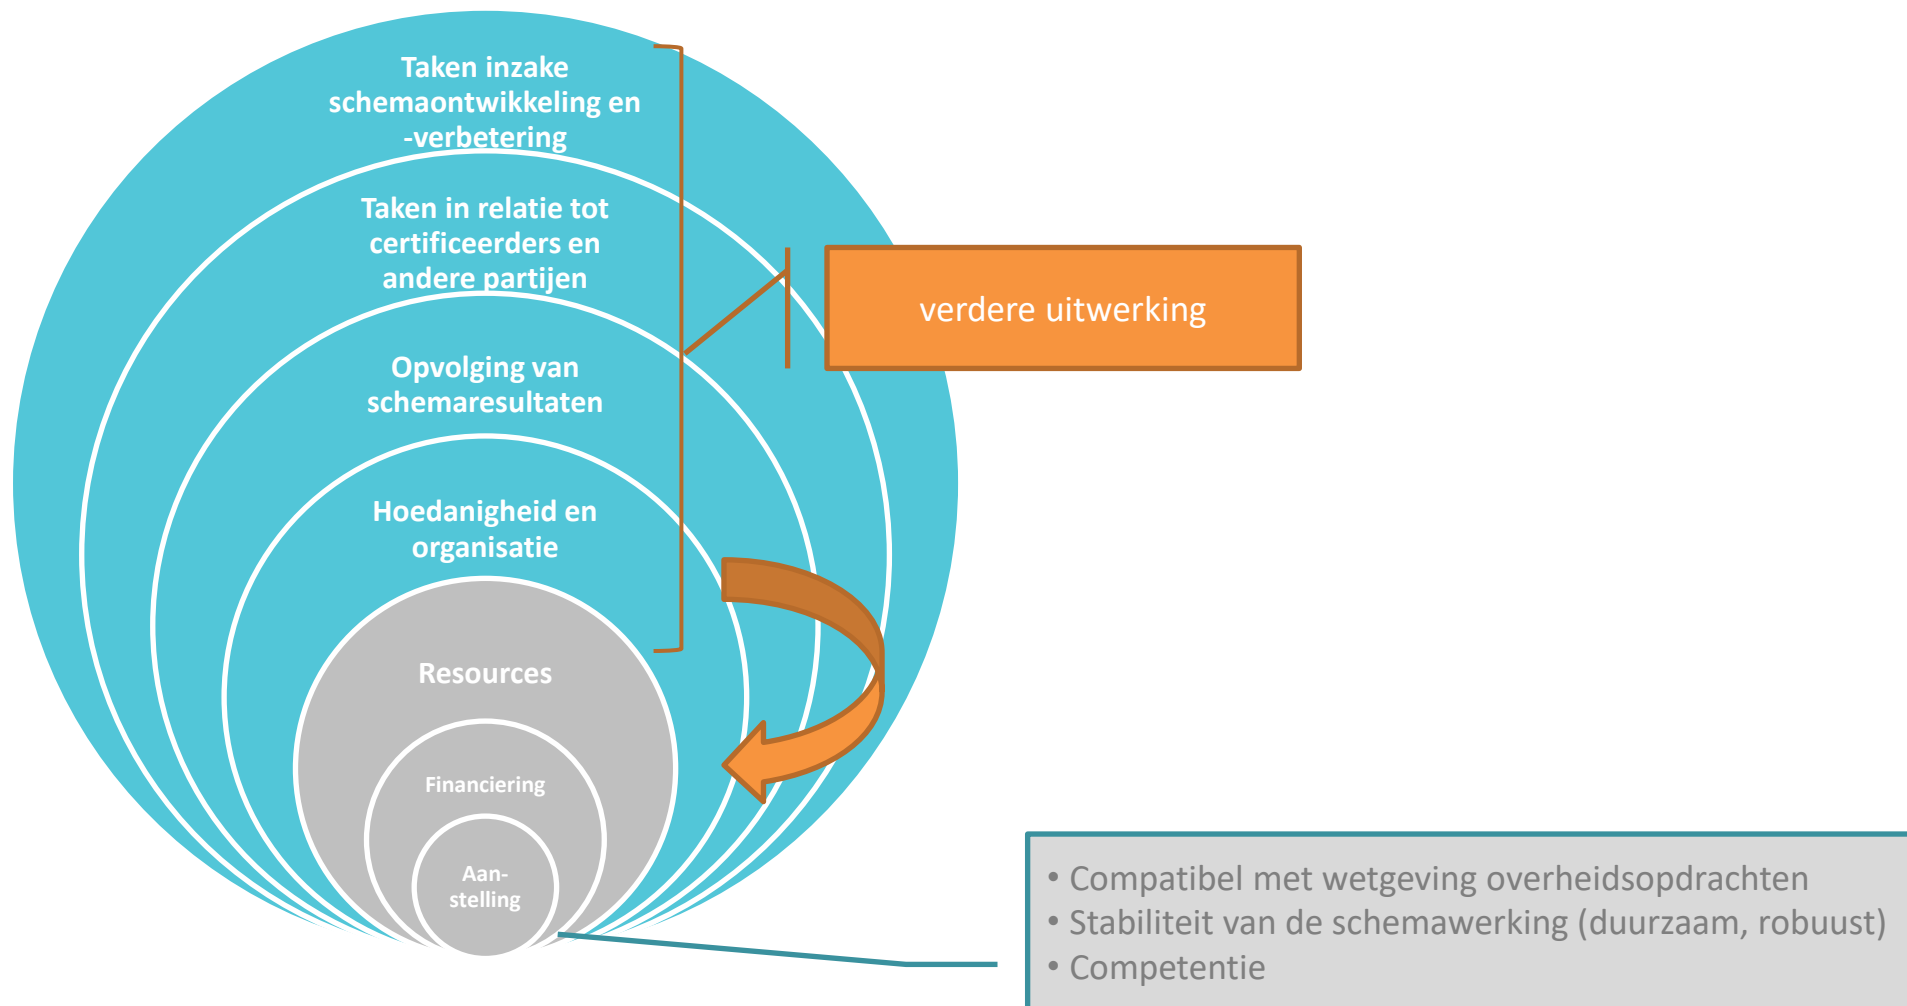 Taken inzake
schemaontwikkeling en
-verbetering
Taken in relatie tot
certificeerders en
andere partijen
verdere uitwerking
Opvolging van
schemaresultaten
Hoedanigheid en
organisatie
Resources
Financiering
Aan-
stelling
• Compatibel met wetgeving overheidsopdrachten
• Stabiliteit van de schemawerking (duurzaam, robuust)
• Competentie